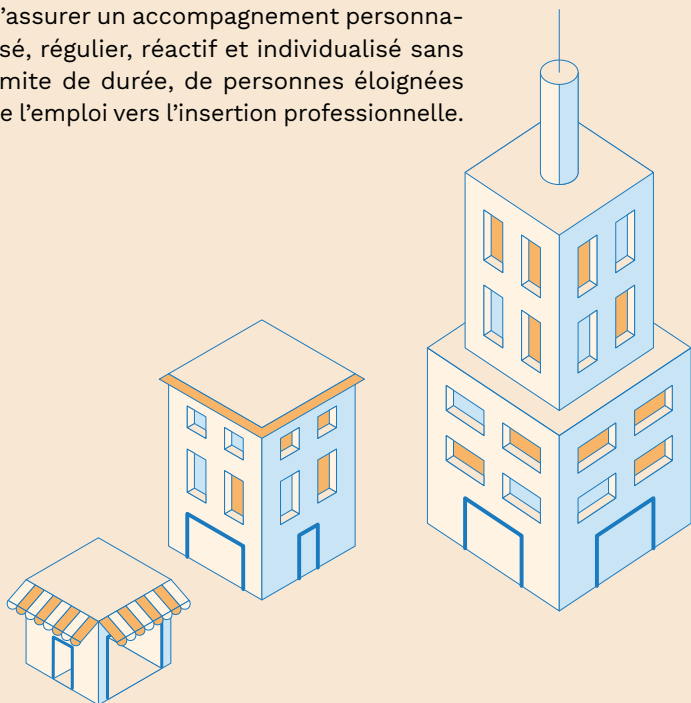 ’assurer un accompagnement personna-
sé, régulier, réactif et individualisé sans
mite de durée, de personnes éloignées
e l’emploi vers l’insertion professionnelle.